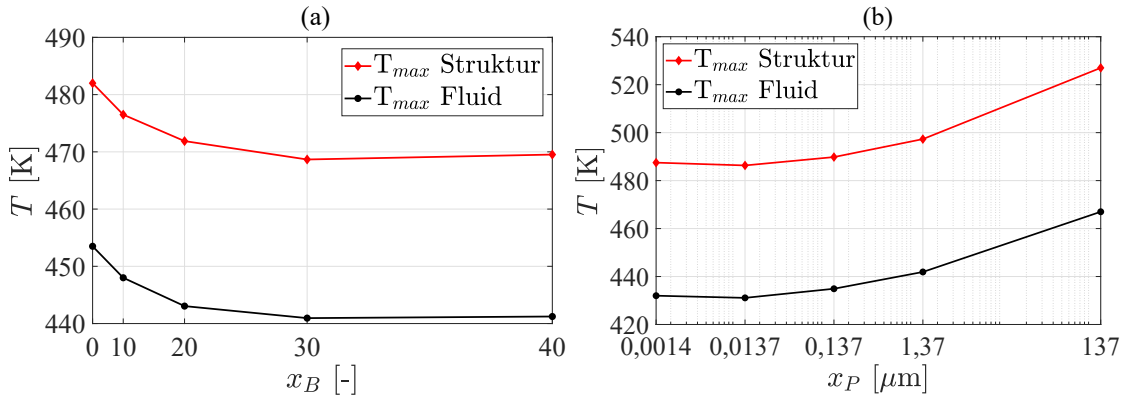 (a)
490
480
470
460
450
440
T [K]
0 10 20 30 40
x_B [-]
T_max Struktur
T_max Fluid
(b)
540
520
500
480
460
440
420
T [K]
0,0014 0,0137 0,137 1,37 137
x_P [μm]
T_max Struktur
T_max Fluid